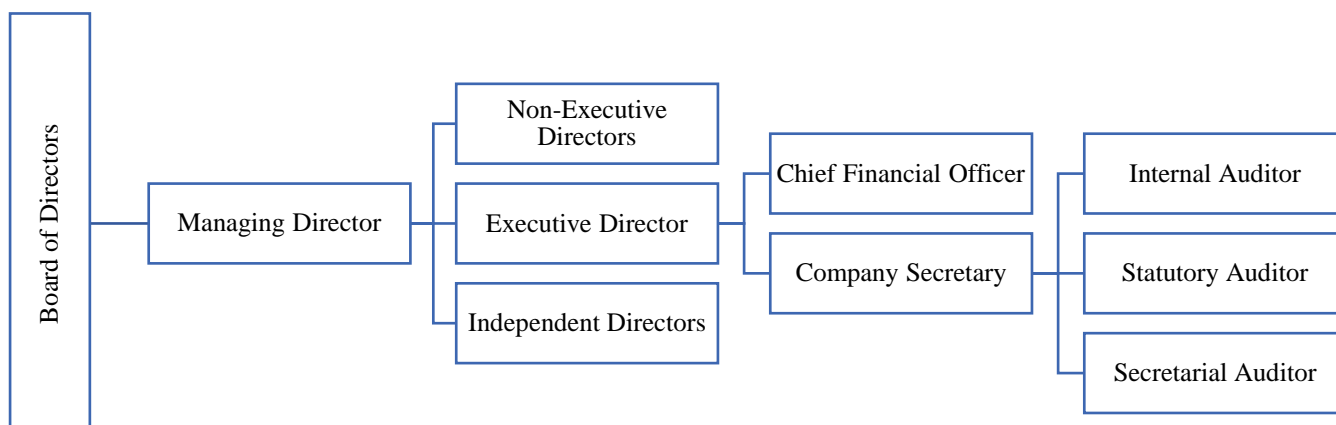 Board of Directors
Managing Director
Non-Executive
Directors
Executive Director
Independent Directors
Chief Financial Officer
Company Secretary
Internal Auditor
Statutory Auditor
Secretarial Auditor